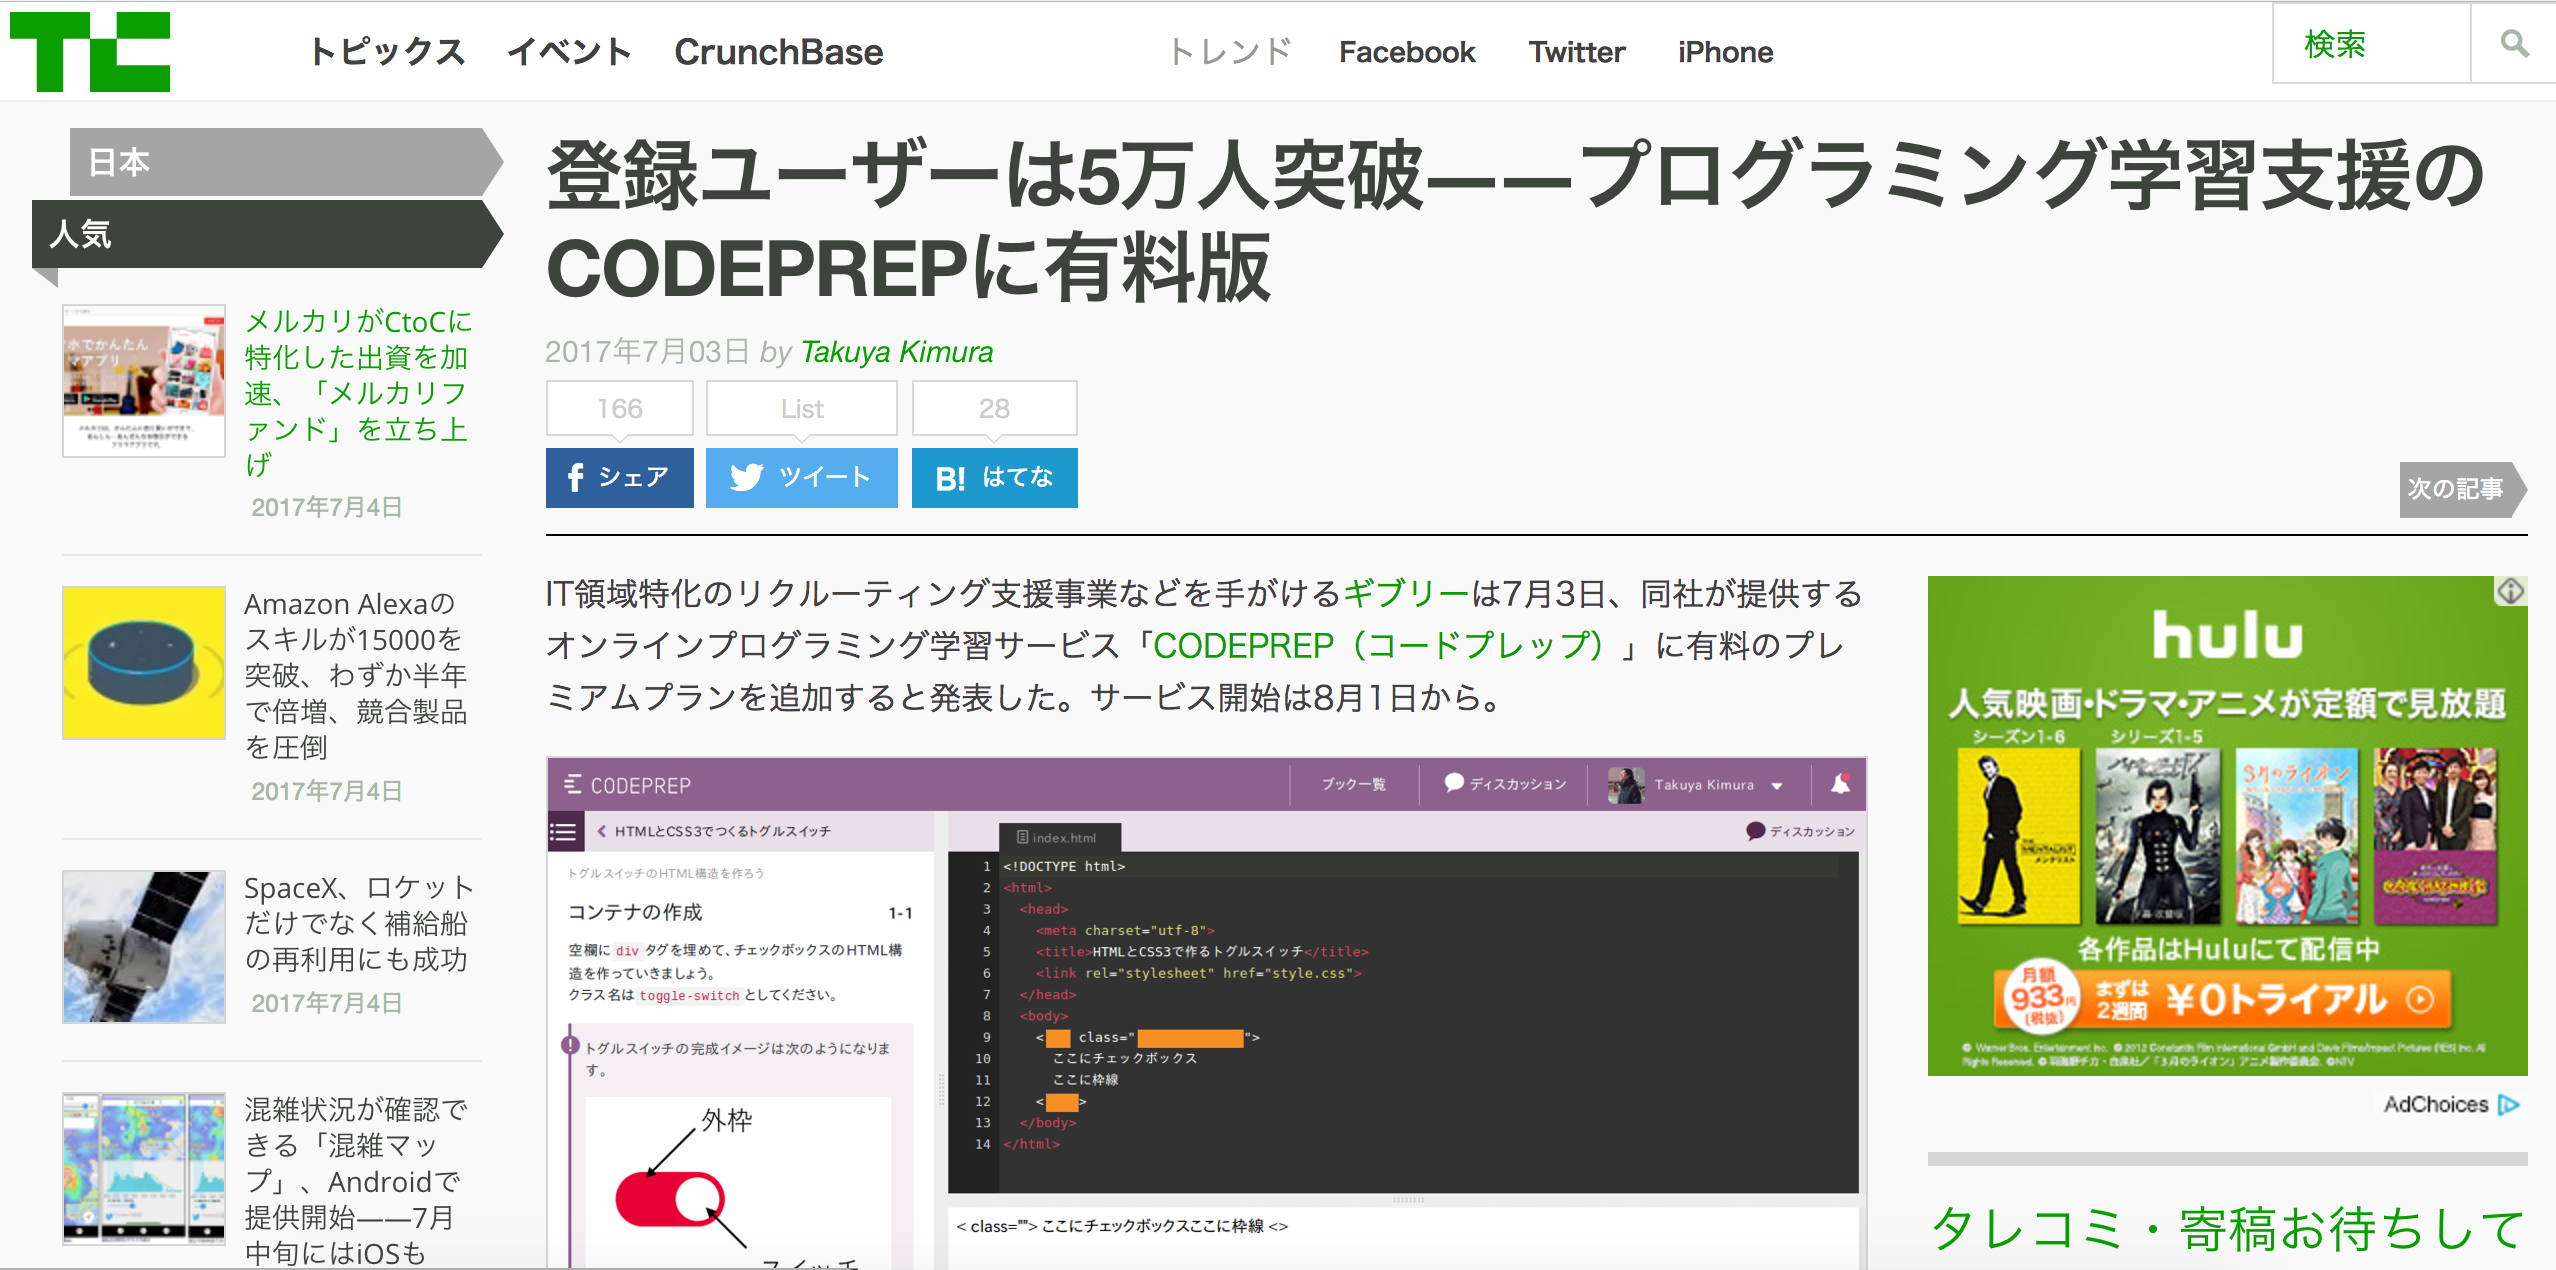 TC
トピックス イベント CrunchBase トレンド Facebook Twitter iPhone 検索
日本
人気
メルカリがCtoCに
特化した出資を加
速、「メルカリフ
ァンド」を立ち上
げ
2017年7月4日
Amazon Alexaの
スキルが15000を
突破、わずか半年
で倍増、競合製品
を圧倒
2017年7月4日
SpaceX、ロケット
だけでなく補給船
の再利用にも成功
2017年7月4日
混雑状況が確認で
きる「混雑マッ
プ」、Androidで
提供開始——7月
中旬にはiOSも
登録ユーザーは5万人突破——プログラミング学習支援の
CODEPREPに有料版
2017年7月03日 by Takuya Kimura
166 List 28
シェア ツイート B! はてな
次の記事
IT領域特化のリクルーティング支援事業などを手がけるギブリーは7月3日、同社が提供する
オンラインプログラミング学習サービス「CODEPREP（コードプレップ）」に有料のプレ
ミアムプランを追加すると発表した。サービス開始は8月1日から。
CODEPREP ブック一覧 ディスカッション Takuya Kimura
HTMLとCSS3でつくるトグルスイッチ
トグルスイッチのHTML構造を作ろう
コンテナの作成 1-1
空欄に div タグを埋めて、チェックボックスのHTML構
造を作っていきましょう。
クラス名は toggle-switch としてください。
トグルスイッチの完成イメージは次のようになりま
す。
外枠
スイッチ
index.html ディスカッション
1 <!DOCTYPE html>
2 <html>
3 <head>
4 <meta charset="utf-8">
5 <title>HTMLとCSS3で作るトグルスイッチ</title>
6 <link rel="stylesheet" href="style.css">
7 </head>
8 <body>
9 < class=" ">
10 ここにチェックボックス
11 ここに枠線
12 < >
13 </body>
14 </html>
< class=""> ここにチェックボックスここに枠線 <>
hulu
人気映画・ドラマ・アニメが定額で見放題
シーズン1-6 シリーズ1-5
THE MENTALIST
メンタリスト
3月のライオン
字幕・吹替版
各作品はHuluにて配信中
月額
933円
(税抜)
まずは
2週間
¥0トライアル
AdChoices
タレコミ・寄稿お待ちして